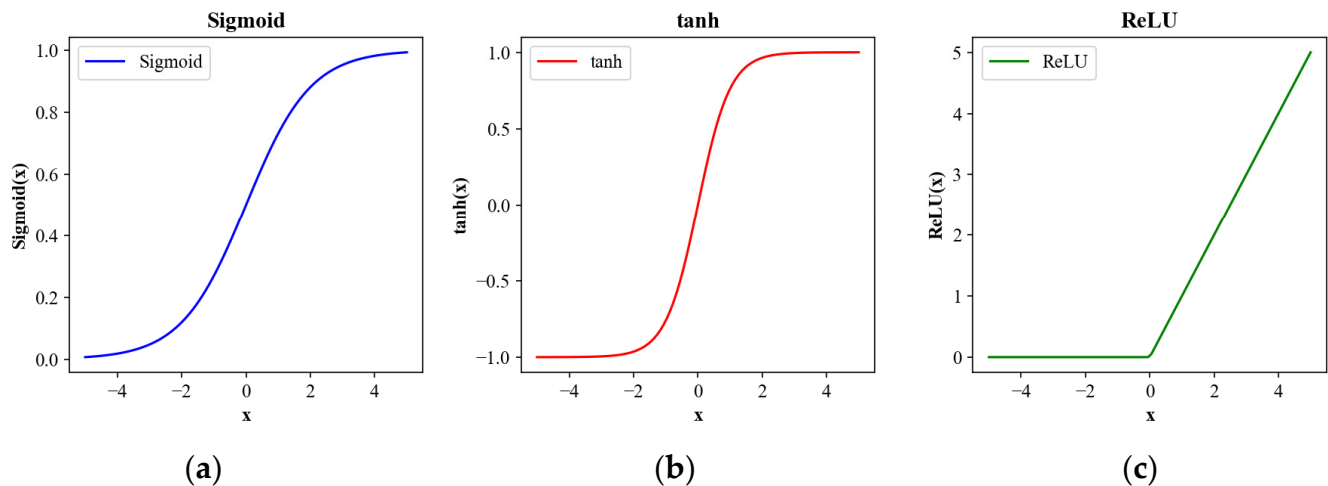 Sigmoid
Sigmoid
1.0
0.8
0.6
0.4
0.2
0.0
Sigmoid(x)
−4 −2 0 2 4
x
(a)
tanh
tanh
1.0
0.5
0.0
−0.5
−1.0
tanh(x)
−4 −2 0 2 4
x
(b)
ReLU
ReLU
5
4
3
2
1
0
ReLU(x)
−4 −2 0 2 4
x
(c)